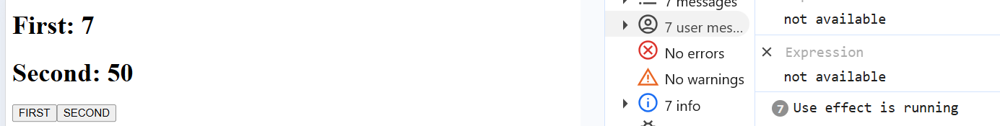 First: 7
Second: 50
FIRST
SECOND
7 messages
7 user mes...
No errors
No warnings
7 info
not available
Expression
not available
7 Use effect is running